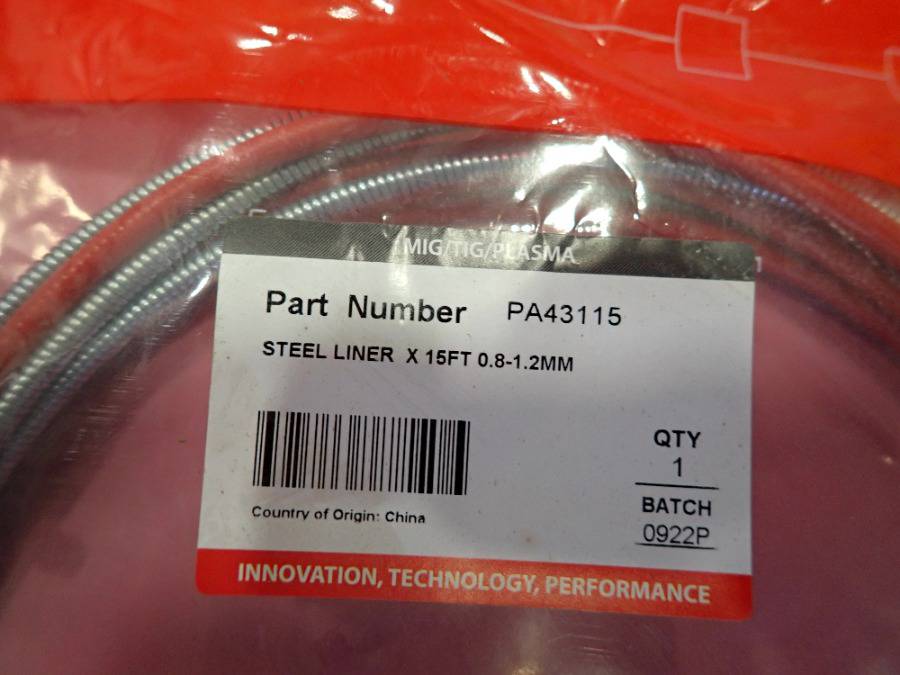 MIG/TIG/PLASMA
Part Number PA43115
STEEL LINER X 15FT 0.8-1.2MM
QTY
1
BATCH
0922P
Country of Origin: China
INNOVATION, TECHNOLOGY, PERFORMANCE